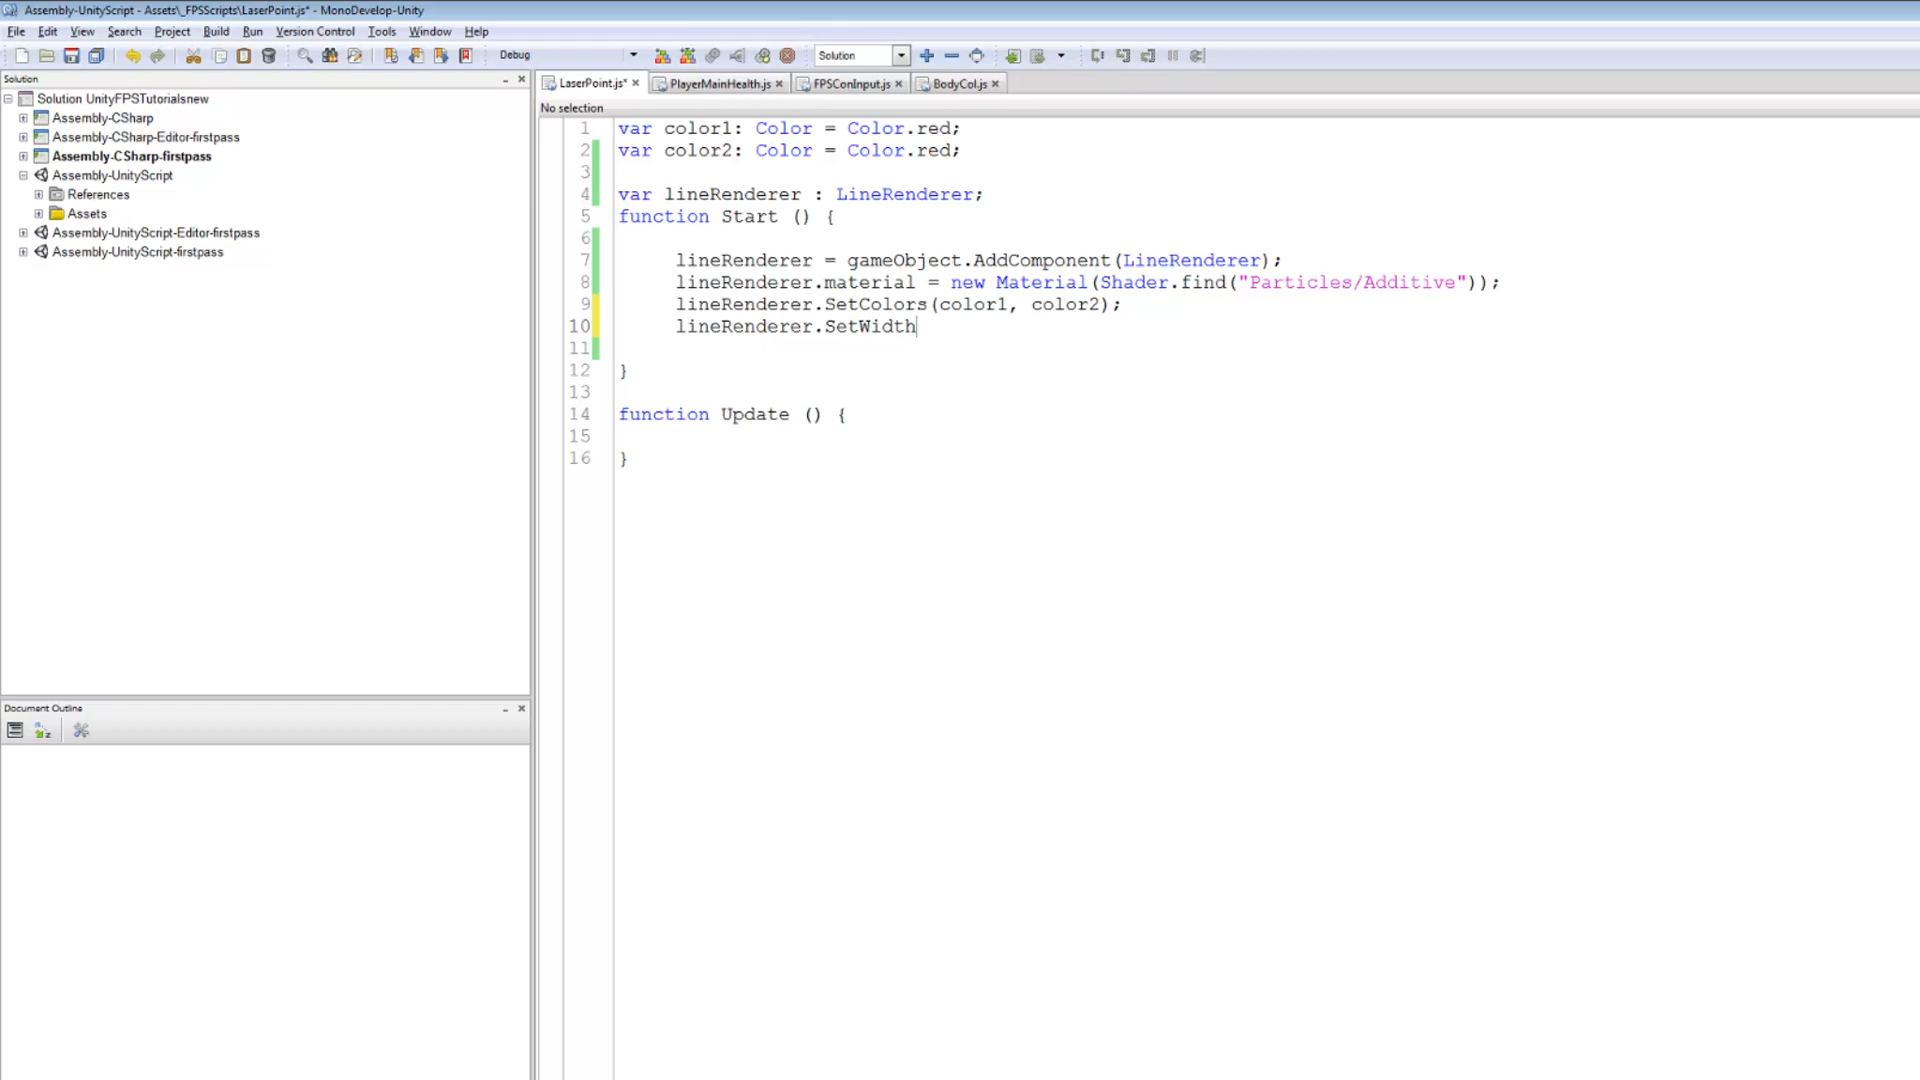 Assembly-UnityScript - Assets\_FPSScripts\LaserPoint.js* - MonoDevelop-Unity
File Edit View Search Project Build Run Version Control Tools Window Help
Debug Solution
Solution
Solution UnityFPSTutorialsnew
Assembly-CSharp
Assembly-CSharp-Editor-firstpass
Assembly-CSharp-firstpass
Assembly-UnityScript
References
Assets
Assembly-UnityScript-Editor-firstpass
Assembly-UnityScript-firstpass
Document Outline
LaserPoint.js* PlayerMainHealth.js FPSConInput.js BodyCol.js
No selection
1 var color1: Color = Color.red;
2 var color2: Color = Color.red;
3
4 var lineRenderer : LineRenderer;
5 function Start () {
6
7 lineRenderer = gameObject.AddComponent(LineRenderer);
8 lineRenderer.material = new Material(Shader.find("Particles/Additive"));
9 lineRenderer.SetColors(color1, color2);
10 lineRenderer.SetWidth
11
12 }
13
14 function Update () {
15
16 }